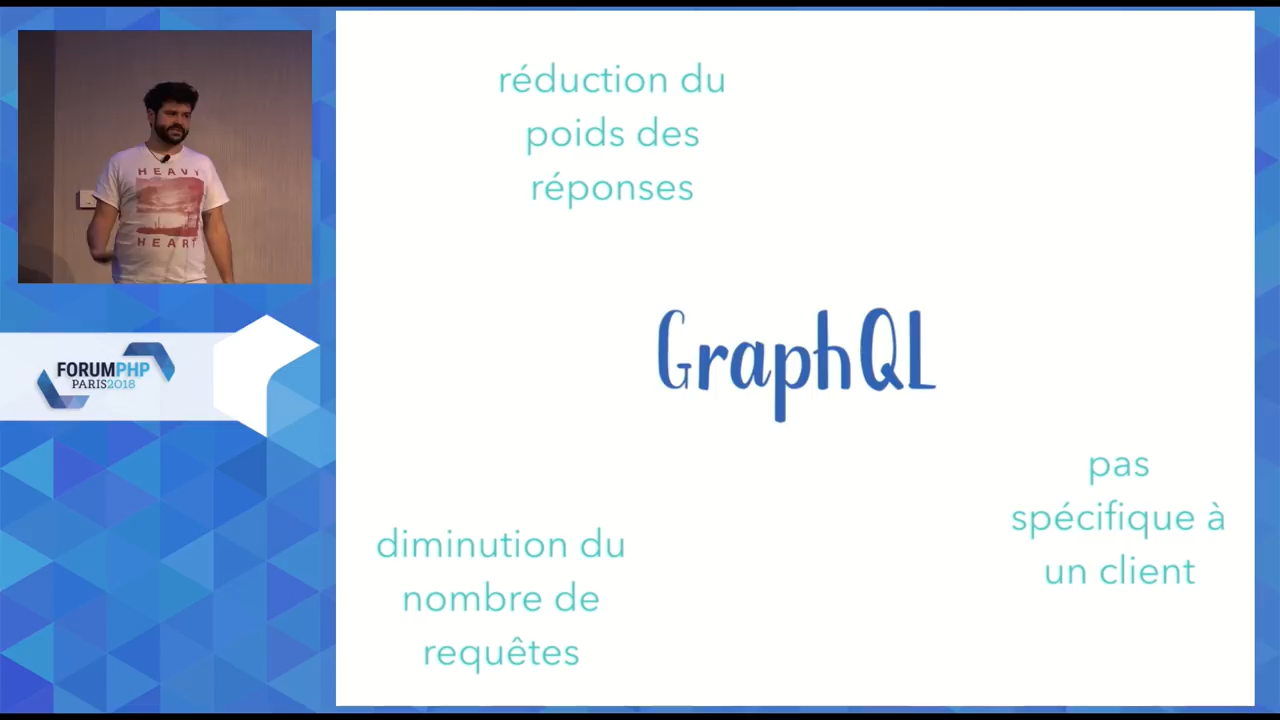 HEAVY
HEART
FORUMPHP
PARIS2018
réduction du
poids des
réponses
GraphQL
pas
spécifique à
un client
diminution du
nombre de
requêtes